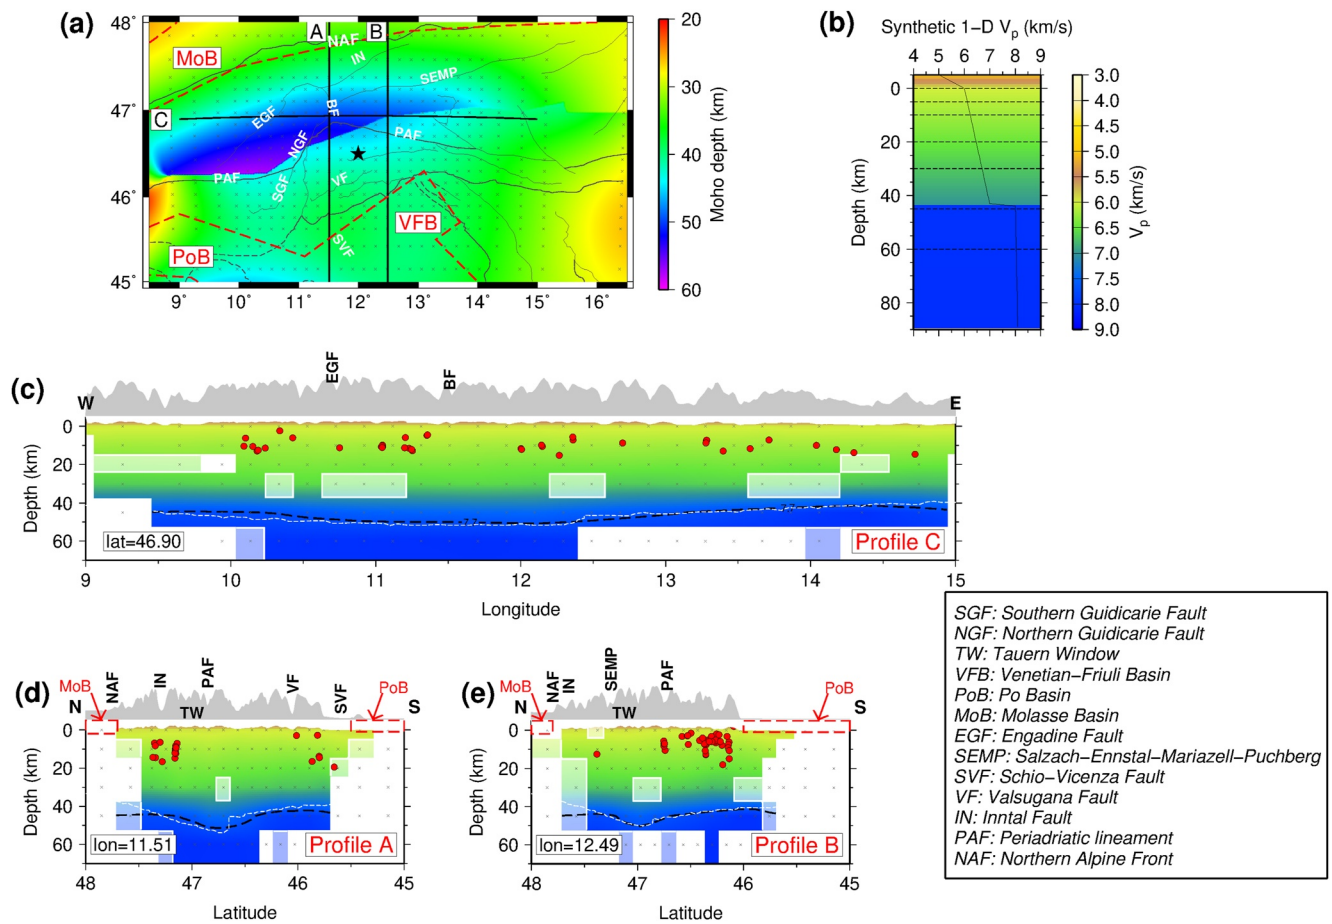 (a)
A
B
C
MoB
NAF
IN
SEMP
EGF
BF
NGF
PAF
PAF
SGF
VF
SVF
VFB
PoB
48°
47°
46°
45°
9° 10° 11° 12° 13° 14° 15° 16°
20
30
40
50
60
Moho depth (km)
(b)
Synthetic 1−D Vp (km/s)
4 5 6 7 8 9
0
20
40
60
80
Depth (km)
3.0
4.0
4.5
5.0
5.5
6.0
6.5
7.0
7.5
8.0
9.0
Vp (km/s)
(c)
EGF
BF
W
E
0
20
40
60
Depth (km)
7.7
lat=46.90
Profile C
9 10 11 12 13 14 15
Longitude
(d)
MoB
NAF
IN
PAF
VF
SVF
PoB
N
TW
S
0
20
40
60
Depth (km)
lon=11.51
Profile A
48 47 46 45
Latitude
(e)
MoB
NAF
IN
SEMP
PAF
PoB
N
TW
S
0
20
40
60
Depth (km)
lon=12.49
Profile B
48 47 46 45
Latitude
SGF: Southern Guidicarie Fault
NGF: Northern Guidicarie Fault
TW: Tauern Window
VFB: Venetian−Friuli Basin
PoB: Po Basin
MoB: Molasse Basin
EGF: Engadine Fault
SEMP: Salzach−Ennstal−Mariazell−Puchberg
SVF: Schio−Vicenza Fault
VF: Valsugana Fault
IN: Inntal Fault
PAF: Periadriatic lineament
NAF: Northern Alpine Front